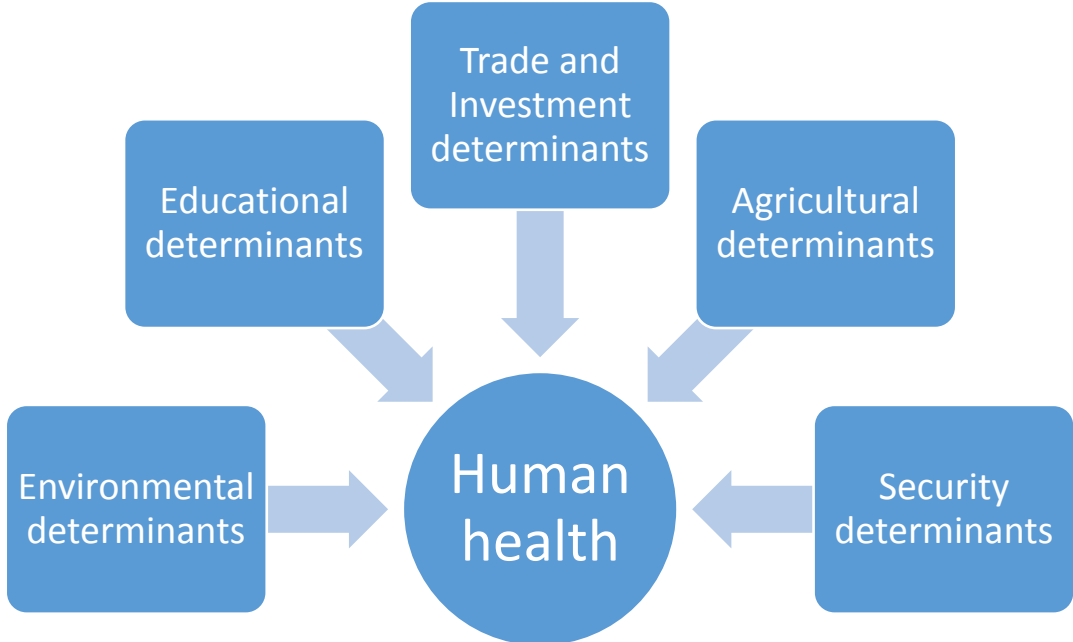 Trade and
Investment
determinants
Educational
determinants
Agricultural
determinants
Environmental
determinants
Human
health
Security
determinants